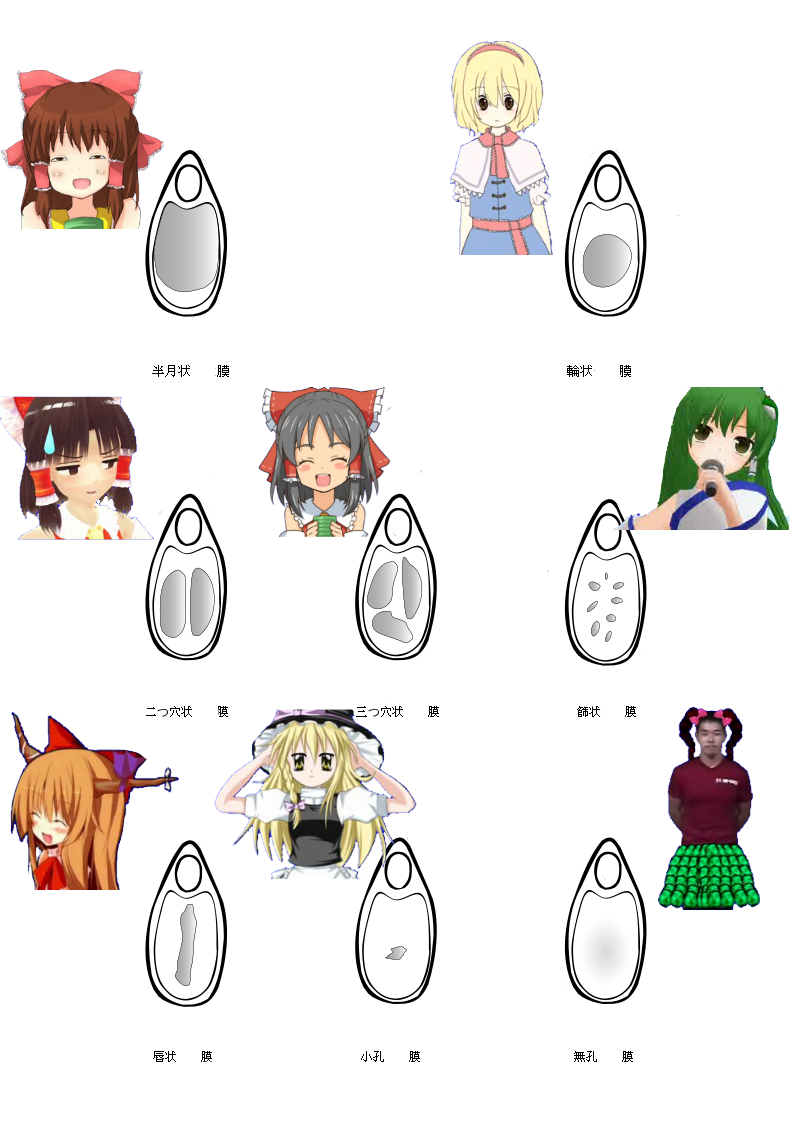 半月状　　膜
輪状　　膜
二つ穴状　　膜
三つ穴状　　膜
篩状　　膜
唇状　　膜
小孔　　膜
無孔　　膜